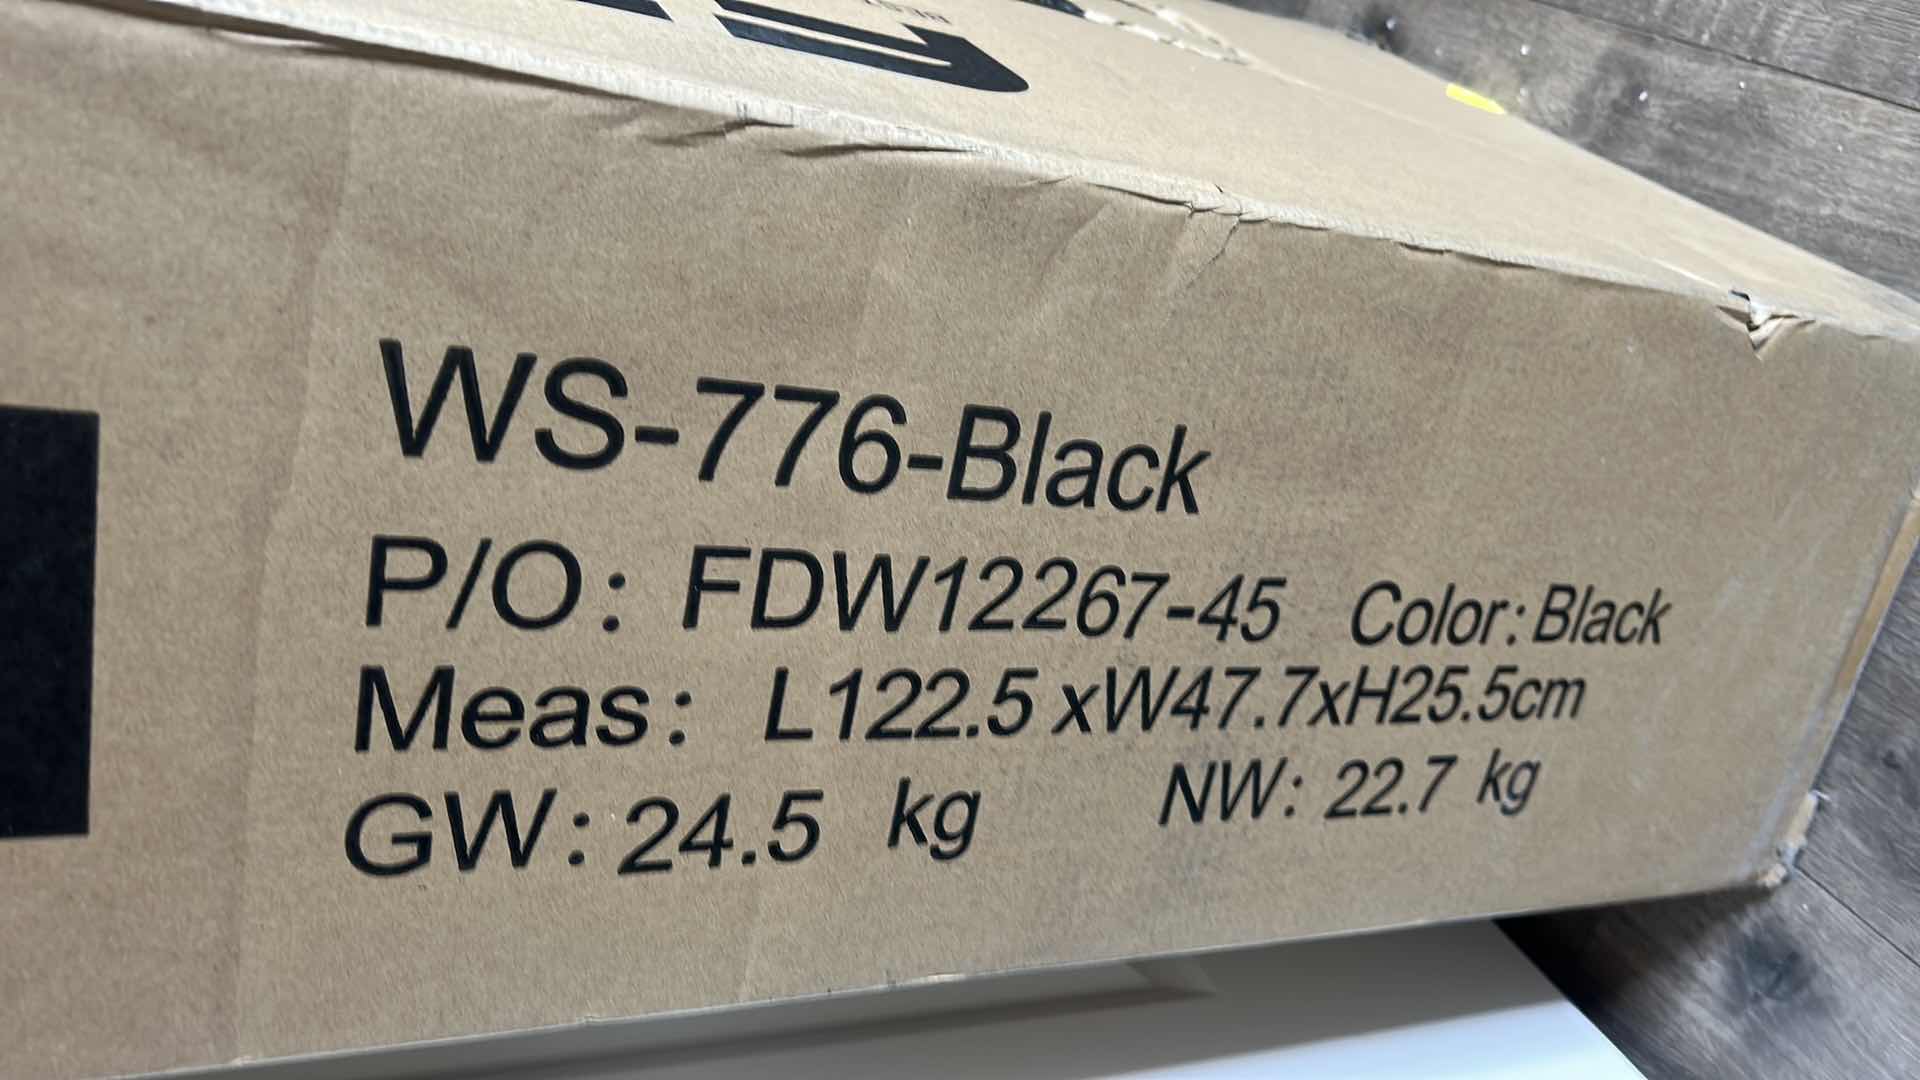 WS-776-Black
P/O: FDW12267-45 Color: Black
Meas: L122.5 xW47.7xH25.5cm
GW: 24.5 kg NW: 22.7 kg